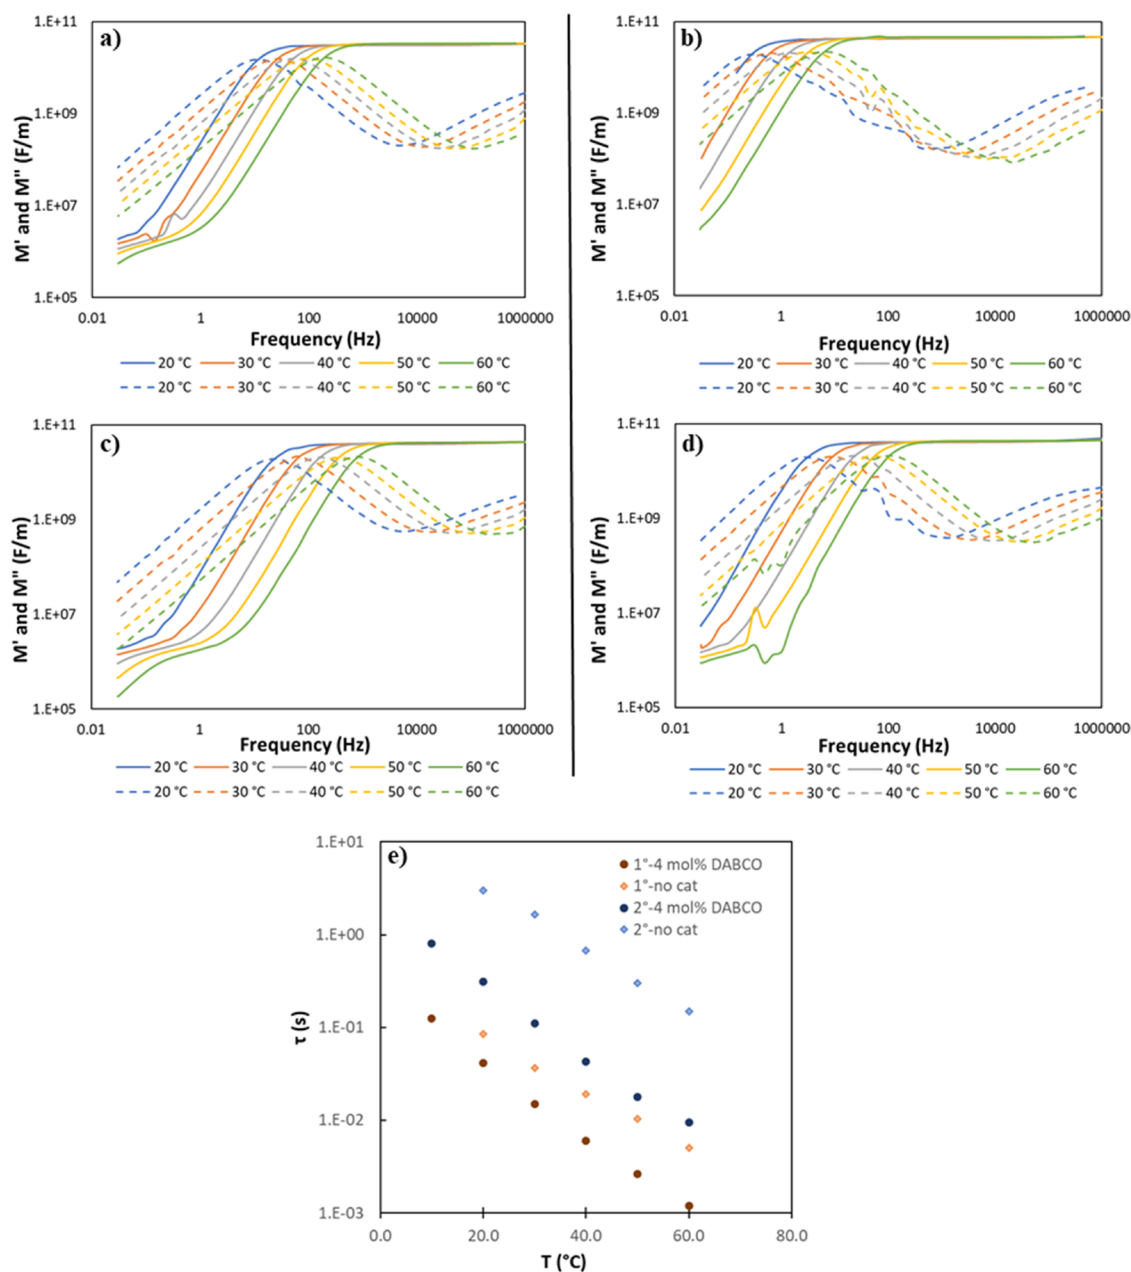 a)
1.E+11
1.E+09
1.E+07
1.E+05
M' and M" (F/m)
0.01 1 100 10000 1000000
Frequency (Hz)
20 °C 30 °C 40 °C 50 °C 60 °C
20 °C 30 °C 40 °C 50 °C 60 °C
b)
1.E+11
1.E+09
1.E+07
1.E+05
M' and M" (F/m)
0.01 1 100 10000 1000000
Frequency (Hz)
20 °C 30 °C 40 °C 50 °C 60 °C
20 °C 30 °C 40 °C 50 °C 60 °C
c)
1.E+11
1.E+09
1.E+07
1.E+05
M' and M" (F/m)
0.01 1 100 10000 1000000
Frequency (Hz)
20 °C 30 °C 40 °C 50 °C 60 °C
20 °C 30 °C 40 °C 50 °C 60 °C
d)
1.E+11
1.E+09
1.E+07
1.E+05
M' and M" (F/m)
0.01 1 100 10000 1000000
Frequency (Hz)
20 °C 30 °C 40 °C 50 °C 60 °C
20 °C 30 °C 40 °C 50 °C 60 °C
e)
1.E+01
1.E+00
1.E-01
1.E-02
1.E-03
τ (s)
1°-4 mol% DABCO
1°-no cat
2°-4 mol% DABCO
2°-no cat
0.0 20.0 40.0 60.0 80.0
T (°C)